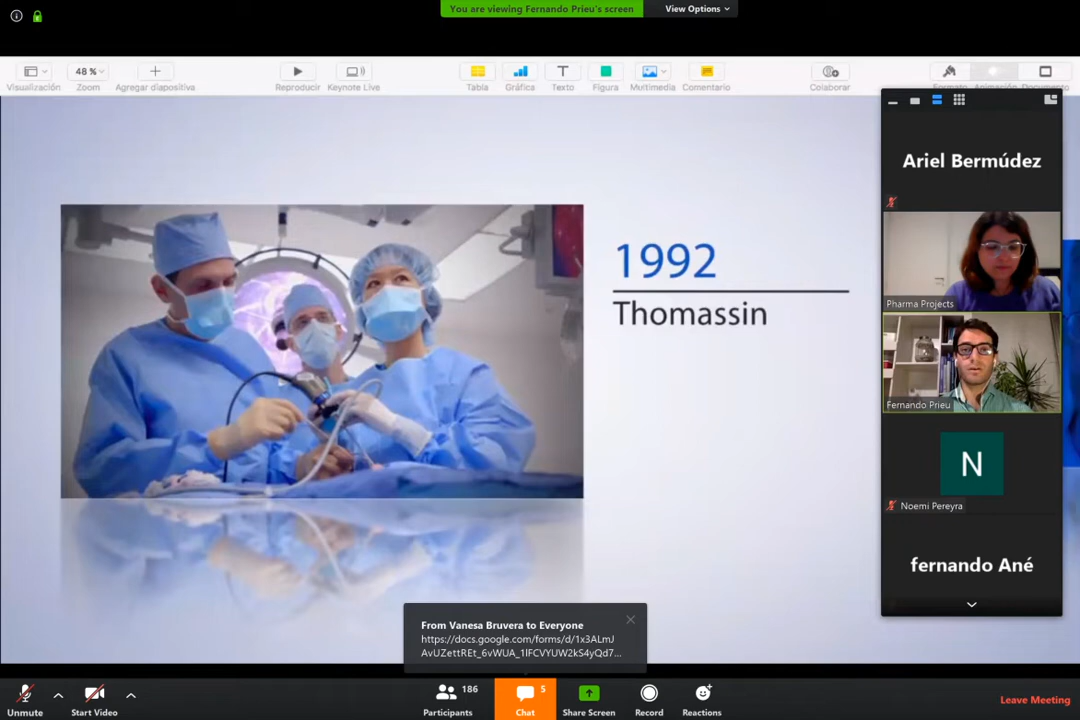 You are viewing Fernando Prieu's screen
View Options
48 %
Visualización
Zoom
Agregar diapositiva
Reproducir
Keynote Live
Tabla
Gráfica
Texto
Figura
Multimedia
Comentario
Colaborar
Formato
Animación
Documento
Ariel Bermúdez
1992
Thomassin
Pharma Projects
Fernando Prieu
N
Noemi Pereyra
fernando Ané
From Vanesa Bruvera to Everyone
https://docs.google.com/forms/d/1x3ALmJ
AvUZettREt_6vWUA_1IFCVYUW2kS4yQd7...
Unmute
Start Video
186
Participants
5
Chat
Share Screen
Record
Reactions
Leave Meeting